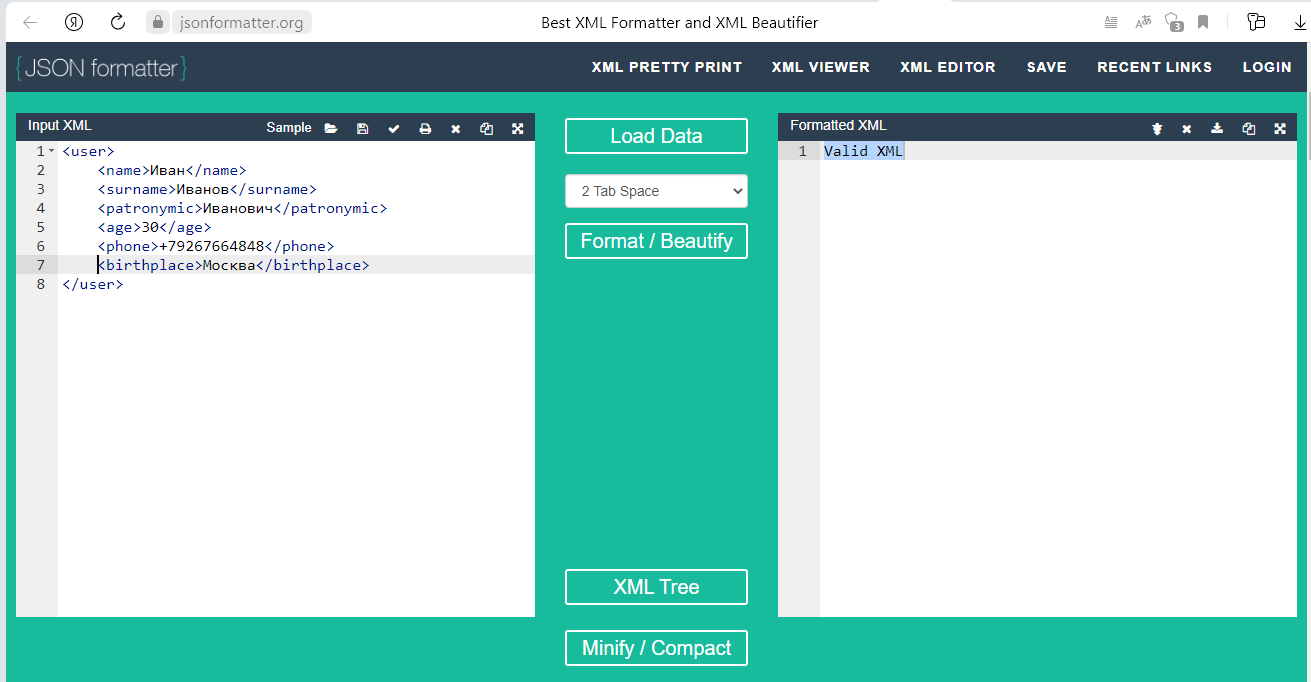 jsonformatter.org
Best XML Formatter and XML Beautifier
3
{JSON formatter}
XML PRETTY PRINT
XML VIEWER
XML EDITOR
SAVE
RECENT LINKS
LOGIN
Input XML
Sample
1 <user>
2 <name>Иван</name>
3 <surname>Иванов</surname>
4 <patronymic>Иванович</patronymic>
5 <age>30</age>
6 <phone>+79267664848</phone>
7 <birthplace>Москва</birthplace>
8 </user>
Load Data
2 Tab Space
Format / Beautify
XML Tree
Minify / Compact
Formatted XML
1 Valid XML